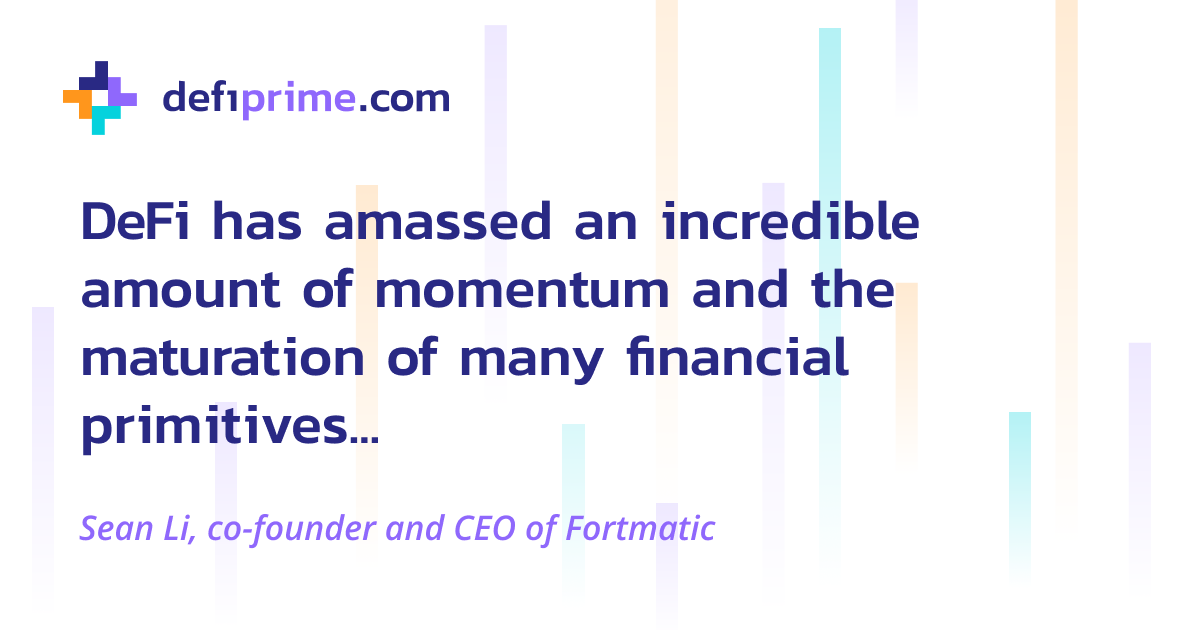 defiprime.com
DeFi has amassed an incredible
amount of momentum and the
maturation of many financial
primitives...
Sean Li, co-founder and CEO of Fortmatic